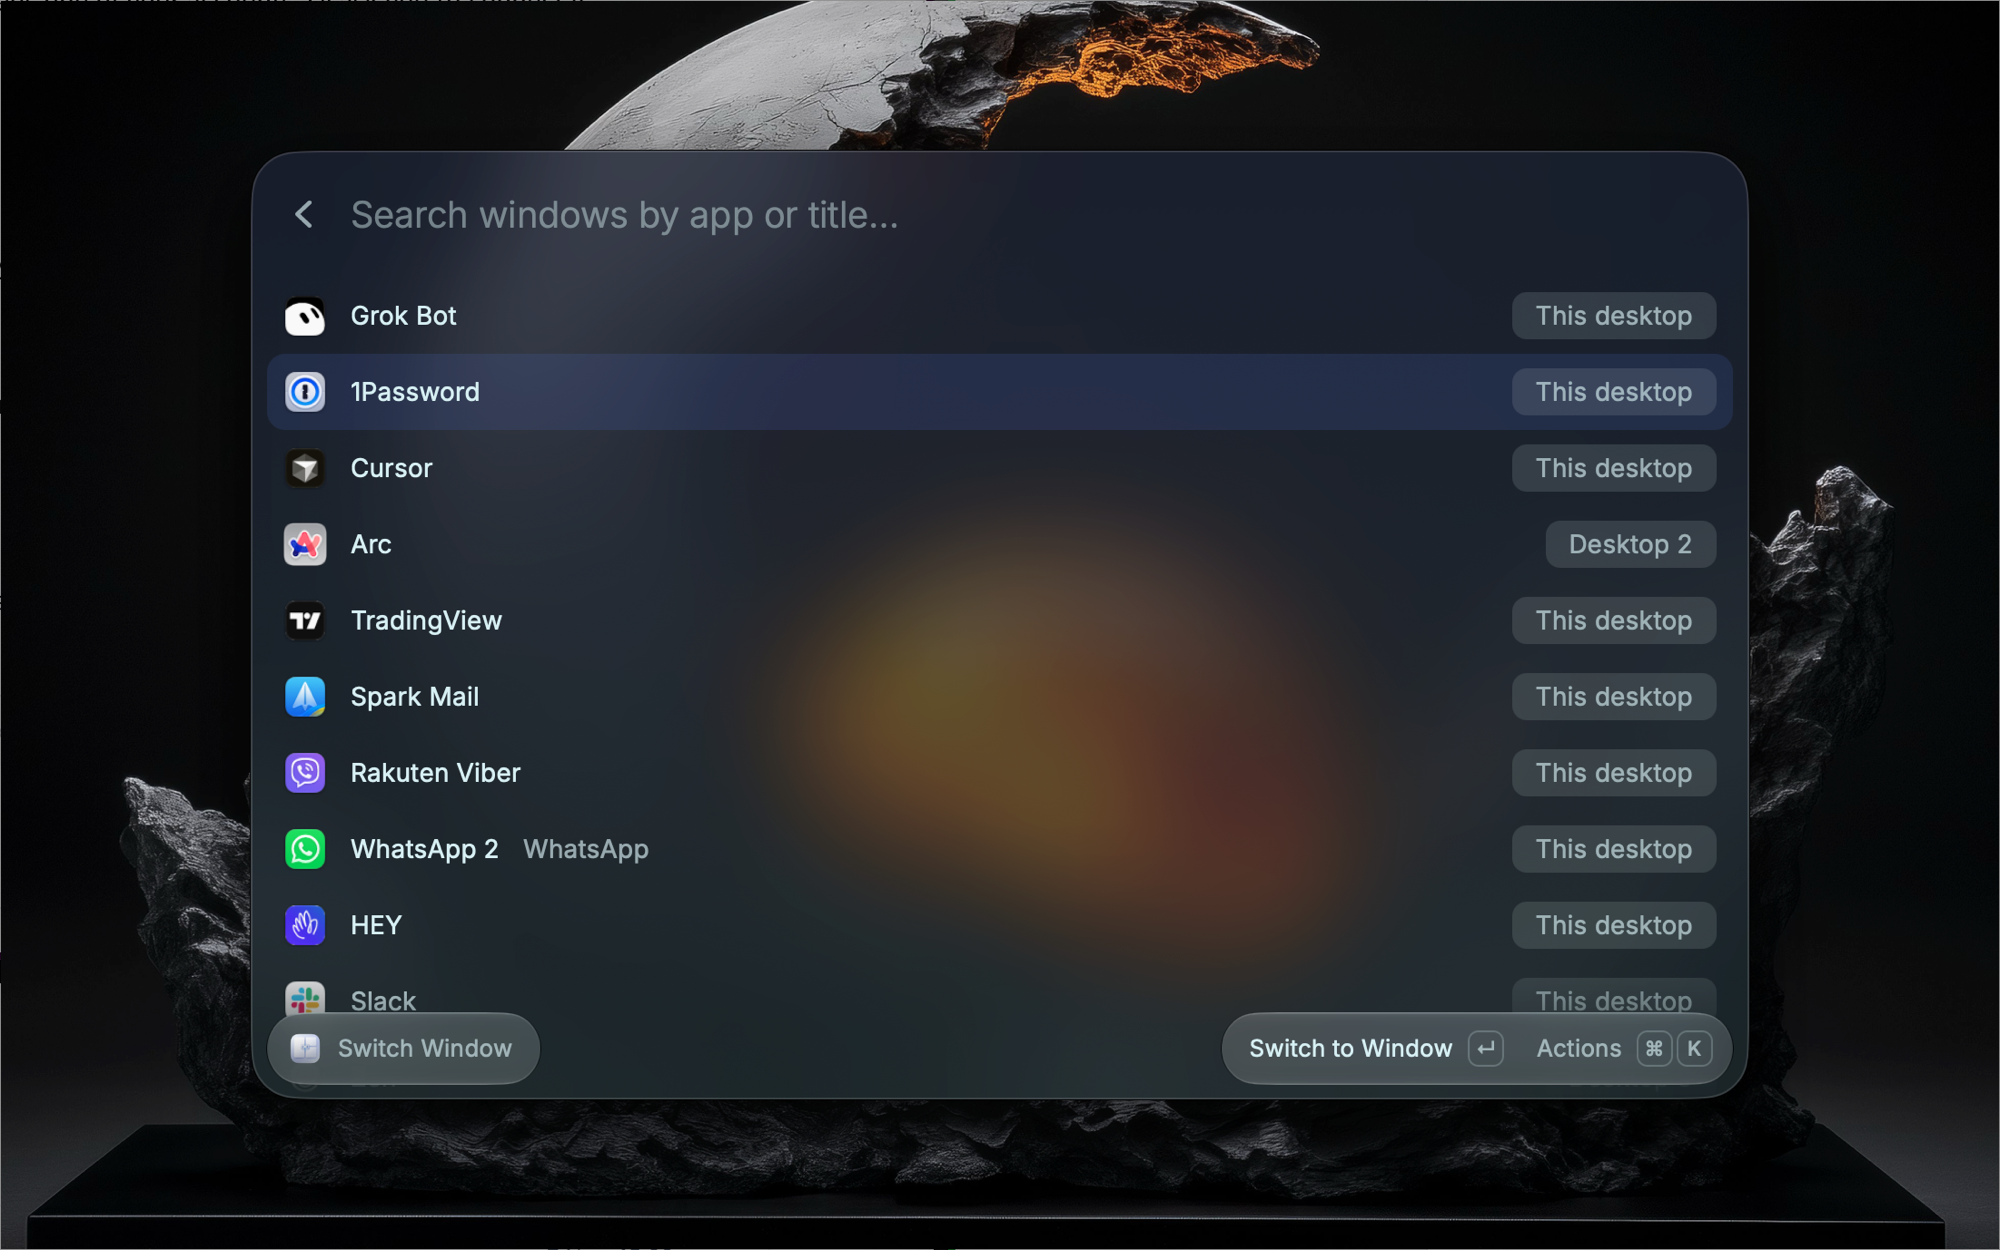 Search windows by app or title...
Grok Bot This desktop
1Password This desktop
Cursor This desktop
Arc Desktop 2
TradingView This desktop
Spark Mail This desktop
Rakuten Viber This desktop
WhatsApp 2 WhatsApp This desktop
HEY This desktop
Slack This desktop
Switch Window Switch to Window ↵ Actions ⌘ K